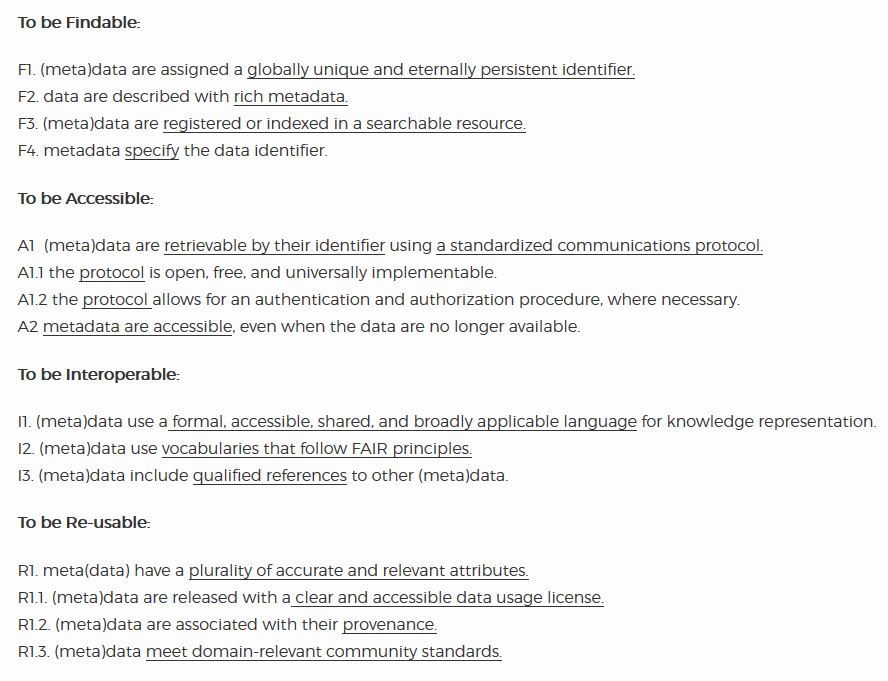 To be Findable:
F1. (meta)data are assigned a globally unique and eternally persistent identifier.
F2. data are described with rich metadata.
F3. (meta)data are registered or indexed in a searchable resource.
F4. metadata specify the data identifier.
To be Accessible:
A1 (meta)data are retrievable by their identifier using a standardized communications protocol.
A1.1 the protocol is open, free, and universally implementable.
A1.2 the protocol allows for an authentication and authorization procedure, where necessary.
A2 metadata are accessible, even when the data are no longer available.
To be Interoperable:
I1. (meta)data use a formal, accessible, shared, and broadly applicable language for knowledge representation.
I2. (meta)data use vocabularies that follow FAIR principles.
I3. (meta)data include qualified references to other (meta)data.
To be Re-usable:
R1. meta(data) have a plurality of accurate and relevant attributes.
R1.1. (meta)data are released with a clear and accessible data usage license.
R1.2. (meta)data are associated with their provenance.
R1.3. (meta)data meet domain-relevant community standards.